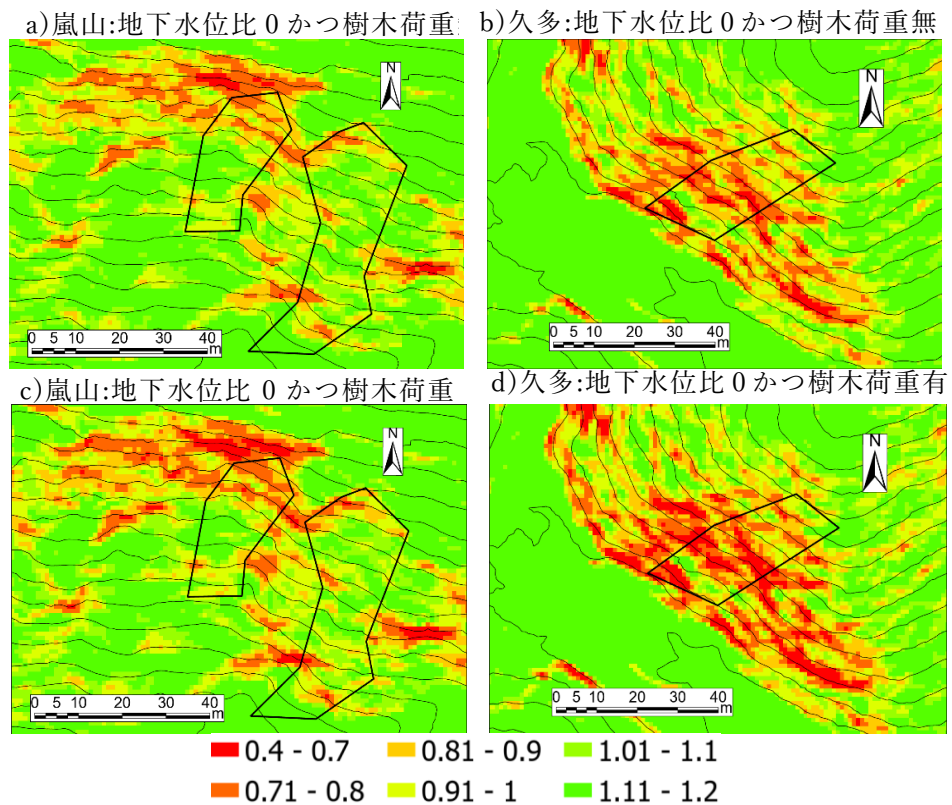 a)嵐山:地下水位比 0 かつ樹木荷重
b)久多:地下水位比 0 かつ樹木荷重無
N
N
0 5 10 20 30 40
m
0 5 10 20 30 40
m
c)嵐山:地下水位比 0 かつ樹木荷重
d)久多:地下水位比 0 かつ樹木荷重有
N
N
0 5 10 20 30 40
m
0 5 10 20 30 40
m
0.4 - 0.7 0.81 - 0.9 1.01 - 1.1
0.71 - 0.8 0.91 - 1 1.11 - 1.2